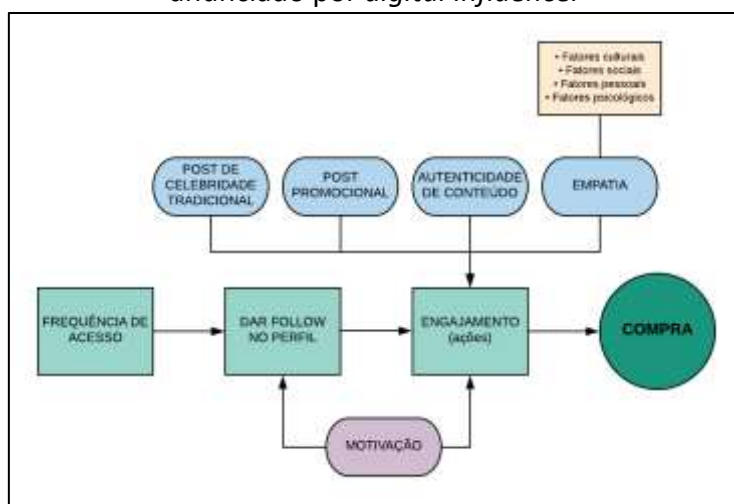 anunciado por digital influencer
• Fatores culturais
• Fatores sociais
• Fatores pessoais
• Fatores psicológicos
POST DE
CELEBRIDADE
TRADICIONAL
POST
PROMOCIONAL
AUTENTICIDADE
DE CONTEÚDO
EMPATIA
FREQUÊNCIA DE
ACESSO
DAR FOLLOW
NO PERFIL
ENGAJAMENTO
(ações)
COMPRA
MOTIVAÇÃO